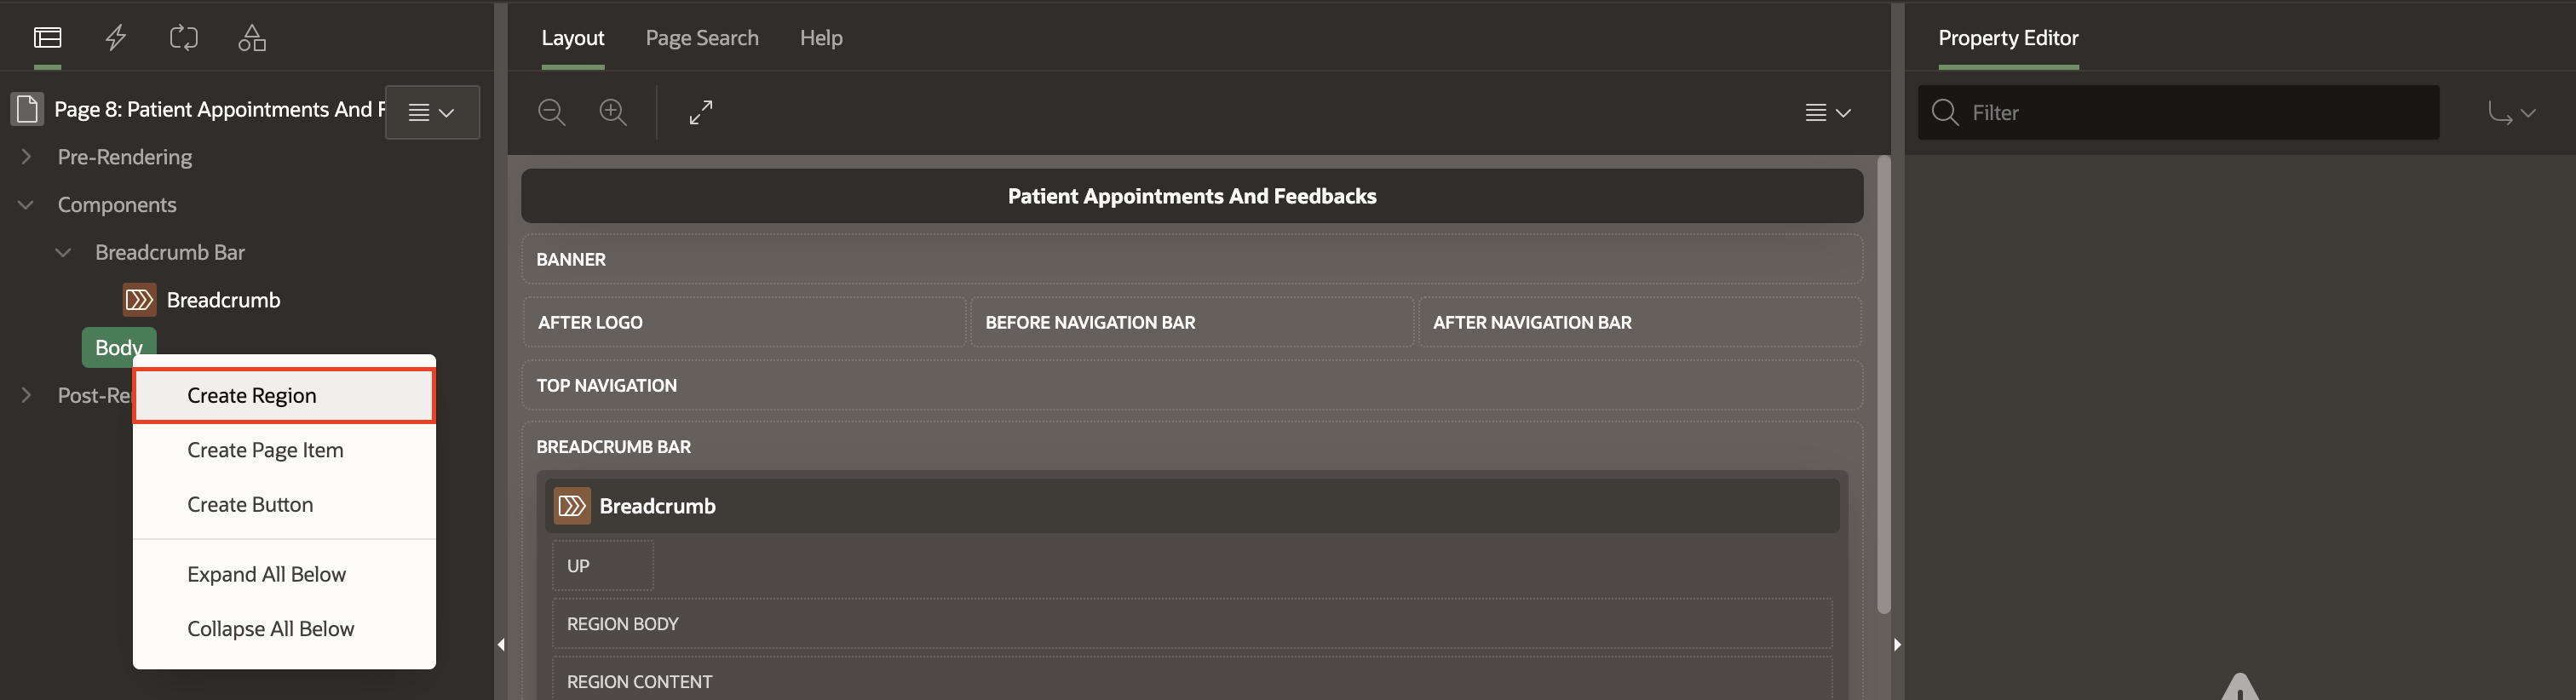 Layout Page Search Help
Property Editor
Page 8: Patient Appointments And F
Filter
Pre-Rendering
Components
Breadcrumb Bar
Breadcrumb
Body
Post-Re
Create Region
Create Page Item
Create Button
Expand All Below
Collapse All Below
Patient Appointments And Feedbacks
BANNER
AFTER LOGO BEFORE NAVIGATION BAR AFTER NAVIGATION BAR
TOP NAVIGATION
BREADCRUMB BAR
Breadcrumb
UP
REGION BODY
REGION CONTENT